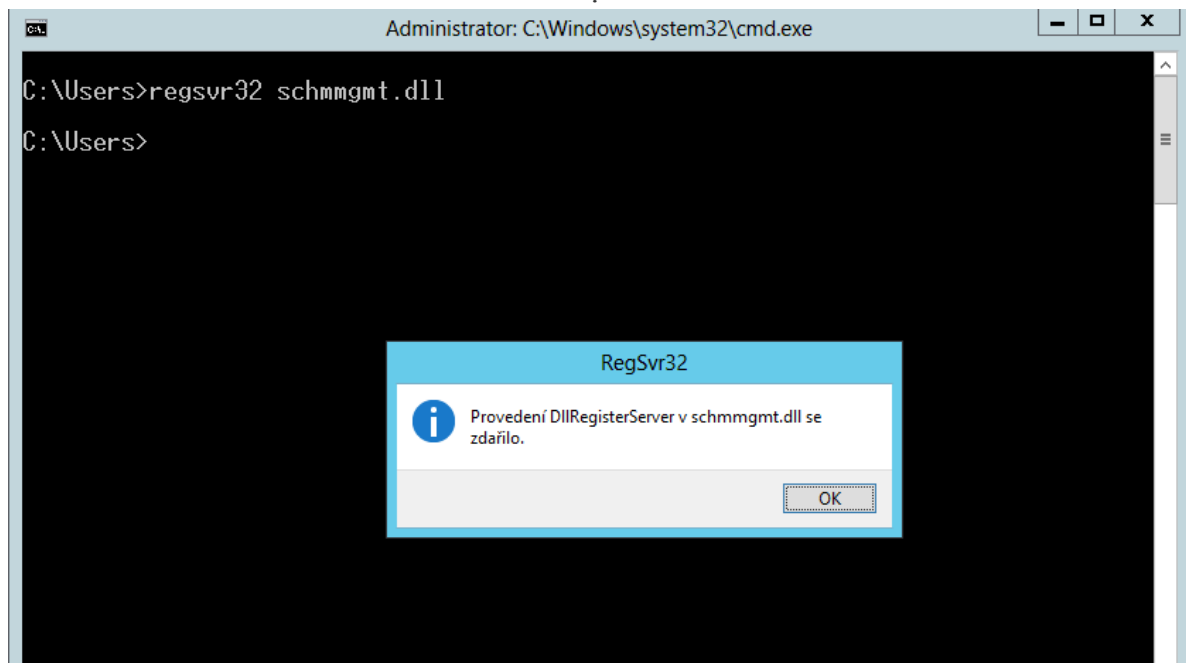 Administrator: C:\Windows\system32\cmd.exe
C:\Users>regsvr32 schmmgmt.dll
C:\Users>
RegSvr32
Provedení DllRegisterServer v schmmgmt.dll se
zdařilo.
OK